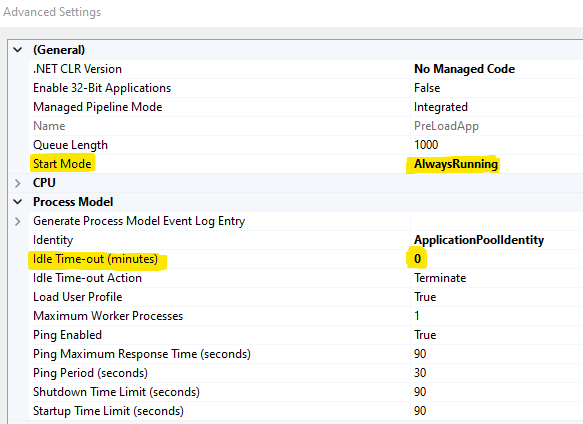 Advanced Settings
(General)
.NET CLR Version No Managed Code
Enable 32-Bit Applications False
Managed Pipeline Mode Integrated
Name PreLoadApp
Queue Length 1000
Start Mode AlwaysRunning
CPU
Process Model
Generate Process Model Event Log Entry
Identity ApplicationPoolIdentity
Idle Time-out (minutes) 0
Idle Time-out Action Terminate
Load User Profile True
Maximum Worker Processes 1
Ping Enabled True
Ping Maximum Response Time (seconds) 90
Ping Period (seconds) 30
Shutdown Time Limit (seconds) 90
Startup Time Limit (seconds) 90